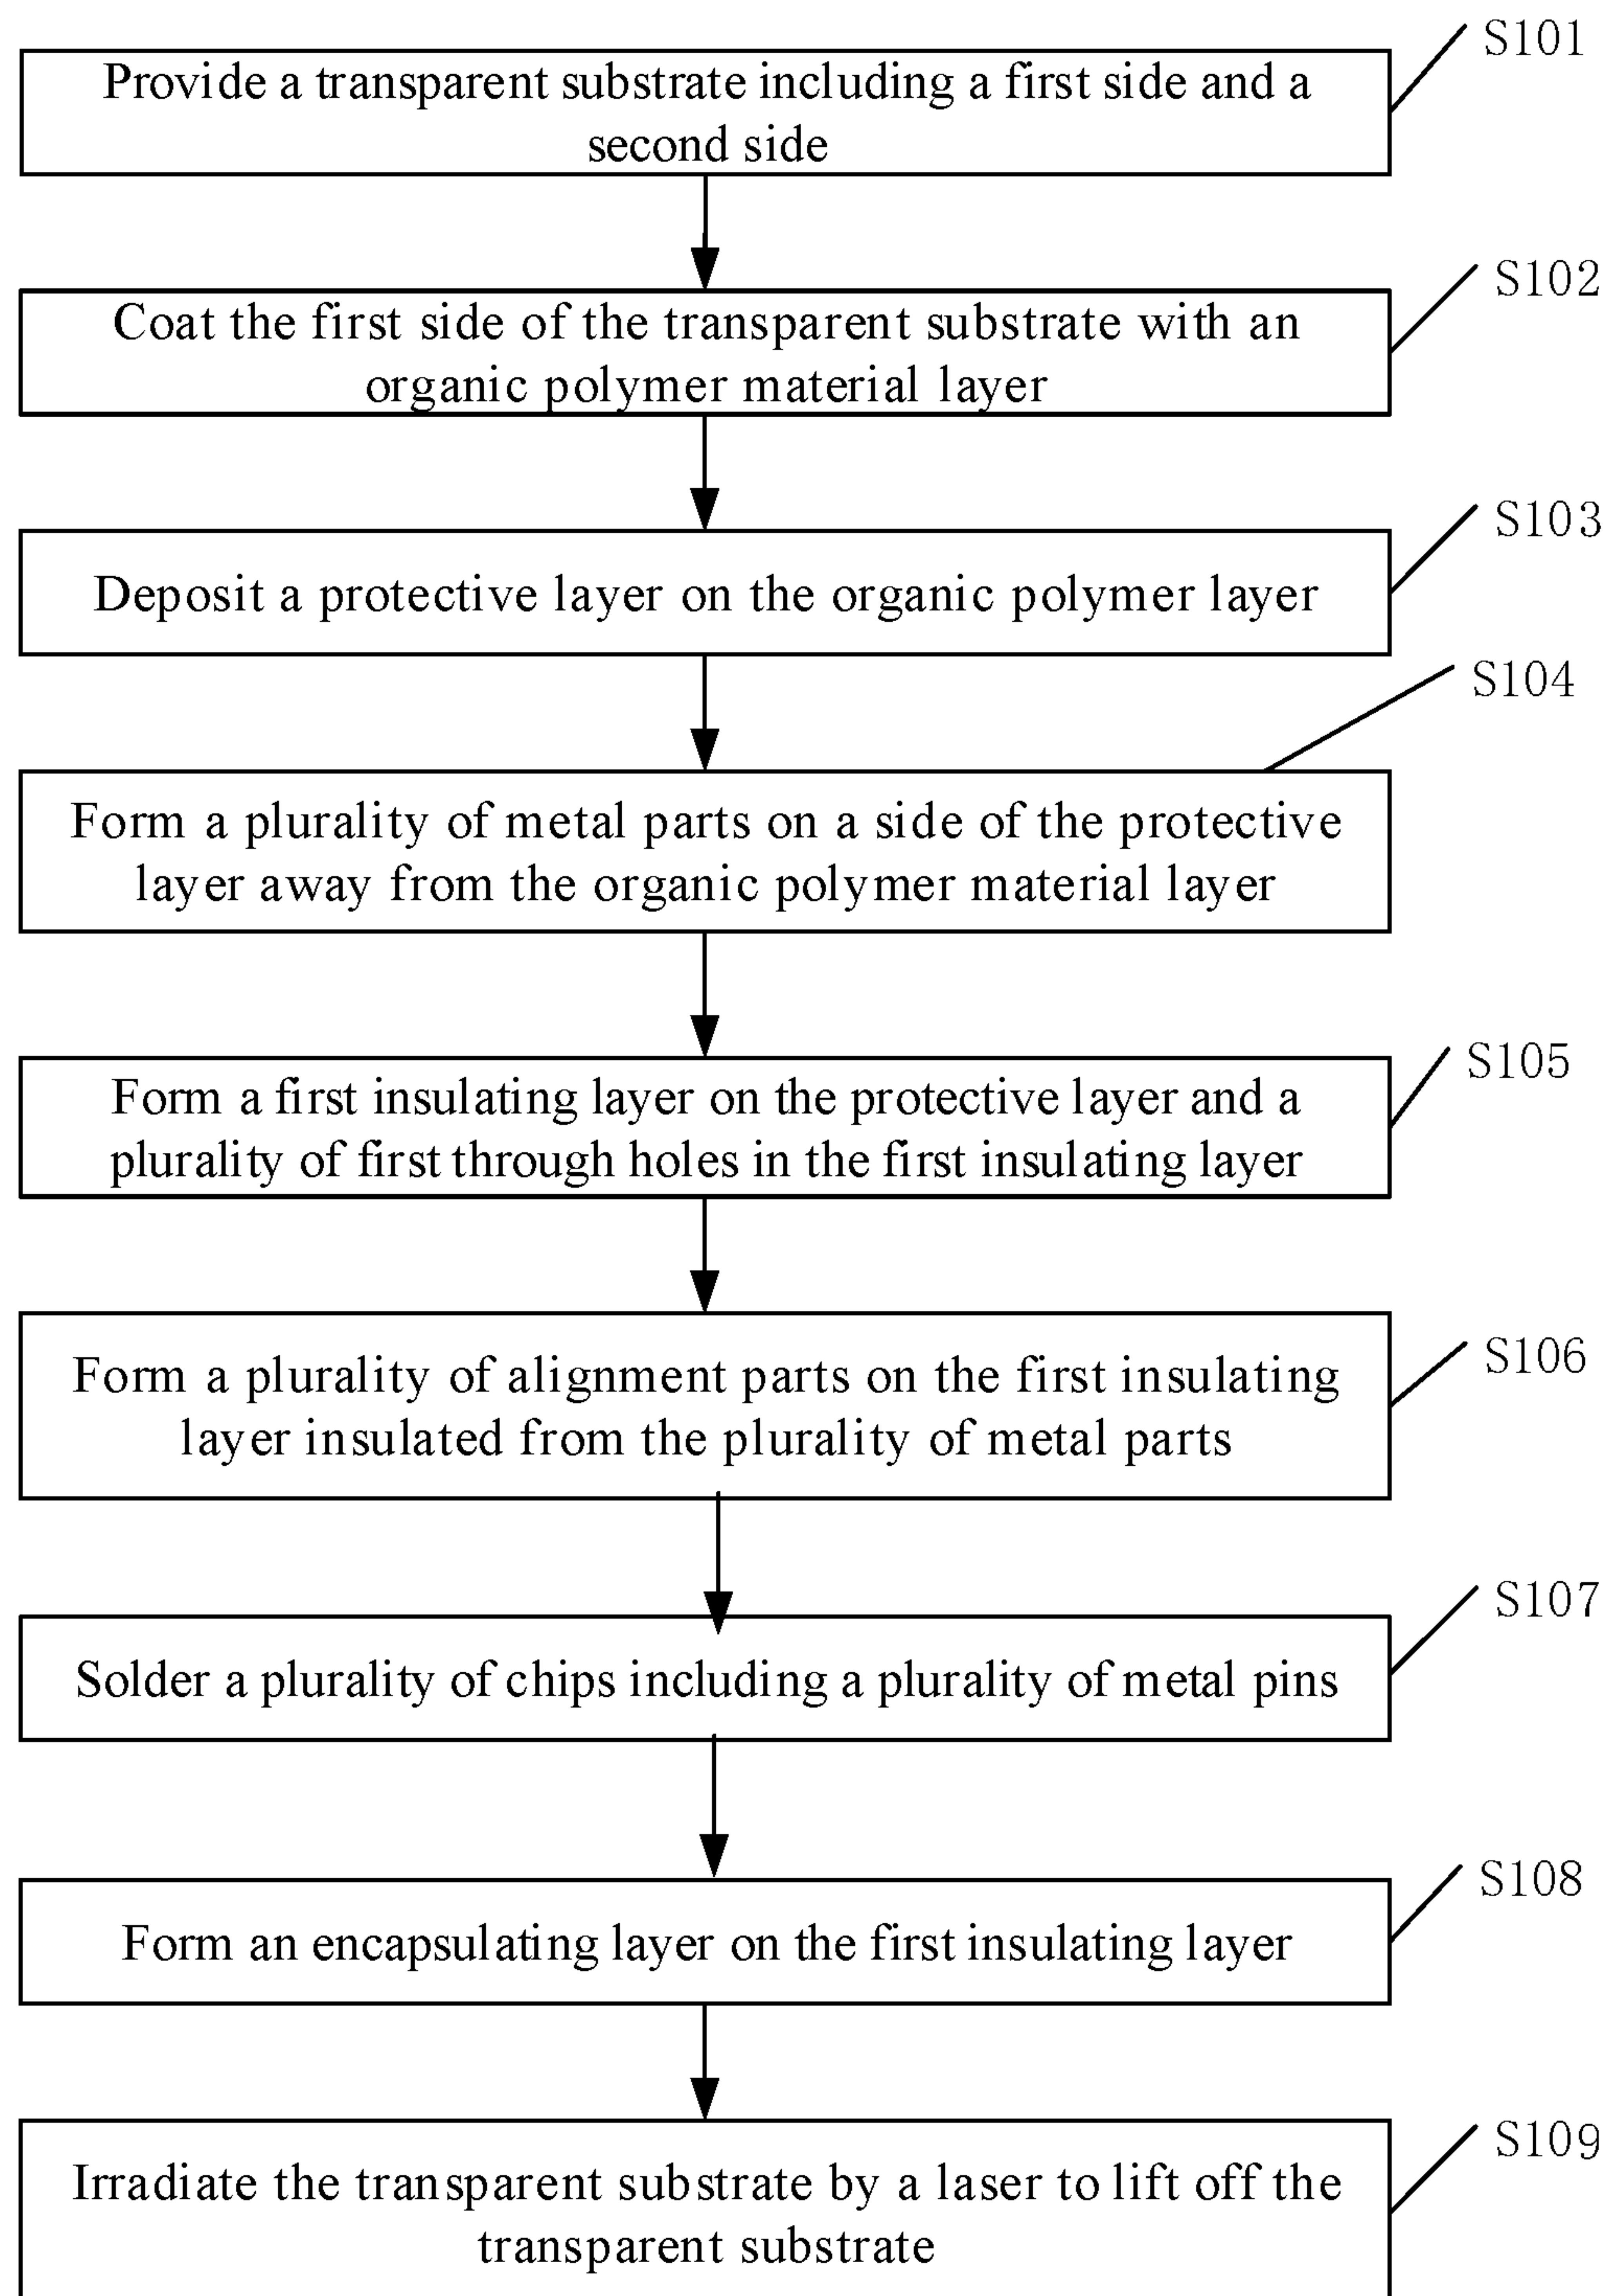 S101
Provide a transparent substrate including a first side and a
second side
S102
Coat the first side of the transparent substrate with an
organic polymer material layer
S103
Deposit a protective layer on the organic polymer layer
S104
Form a plurality of metal parts on a side of the protective
layer away from the organic polymer material layer
S105
Form a first insulating layer on the protective layer and a
plurality of first through holes in the first insulating layer
S106
Form a plurality of alignment parts on the first insulating
layer insulated from the plurality of metal parts
S107
Solder a plurality of chips including a plurality of metal pins
S108
Form an encapsulating layer on the first insulating layer
S109
Irradiate the transparent substrate by a laser to lift off the
transparent substrate